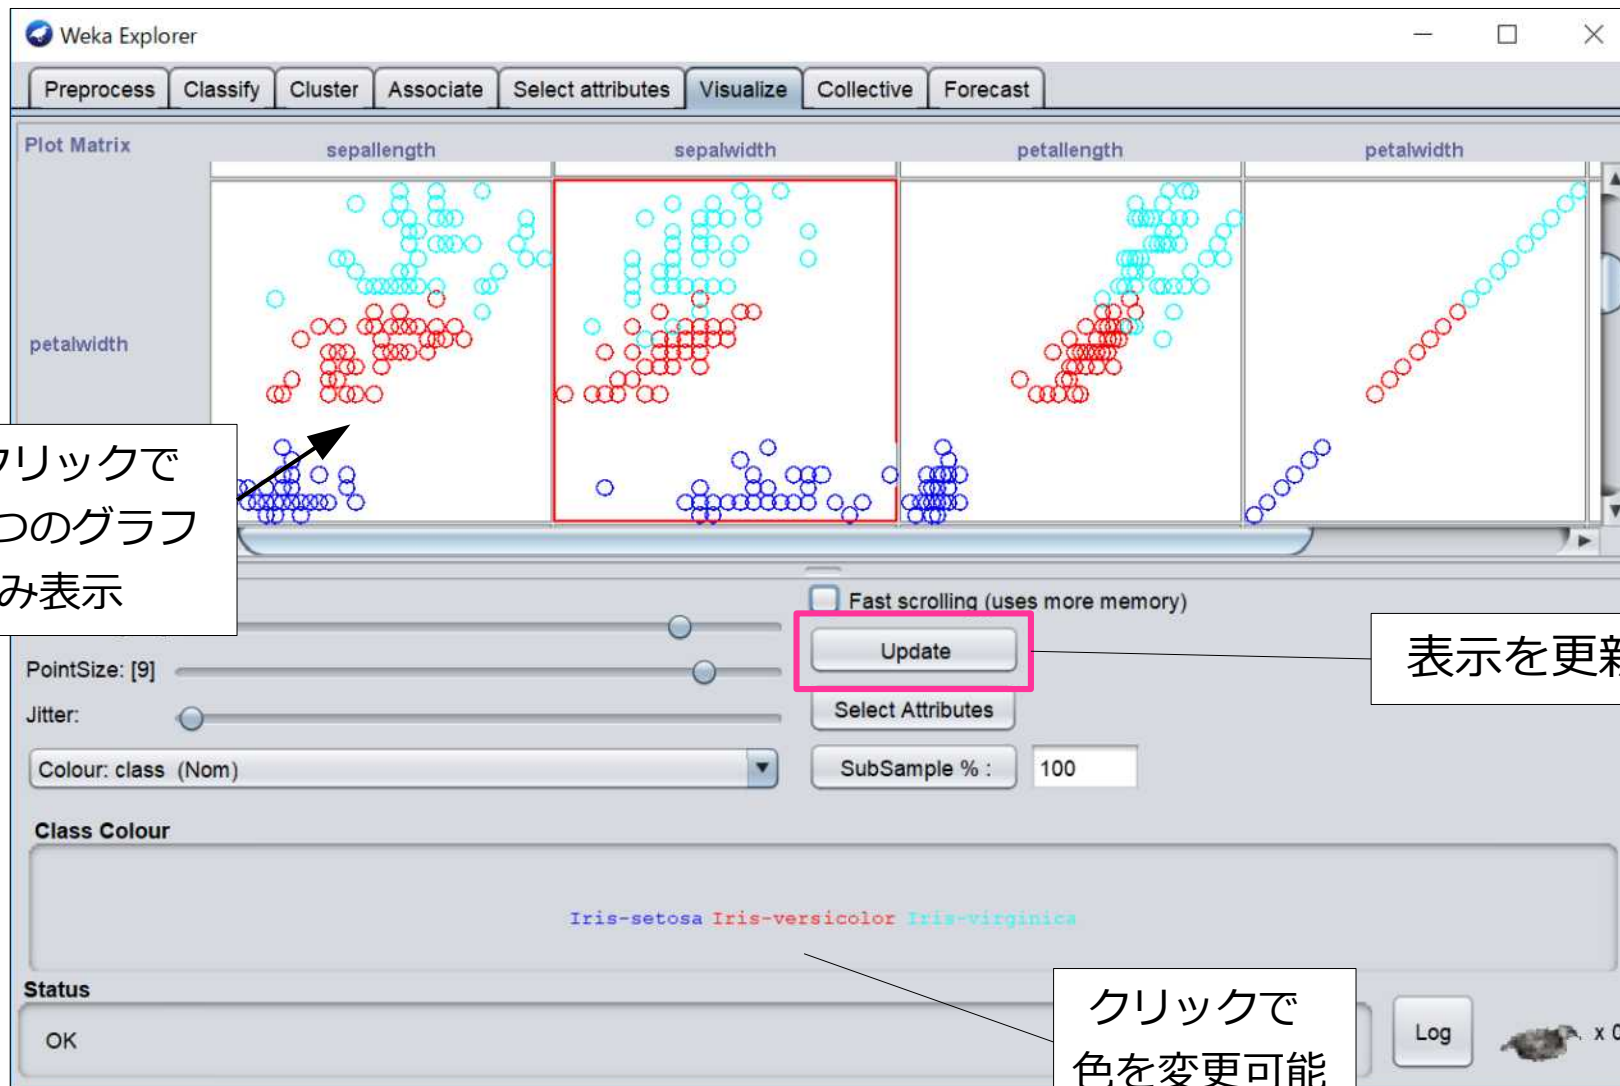 Weka Explorer
Preprocess Classify Cluster Associate Select attributes Visualize Collective Forecast
Plot Matrix sepallength sepalwidth petallength petalwidth
petalwidth
クリックで
つのグラフ
み表示
Fast scrolling (uses more memory)
Update
表示を更新
PointSize: [9]
Select Attributes
Jitter:
Colour: class (Nom)
SubSample % : 100
Class Colour
Iris-setosa Iris-versicolor Iris-virginica
Status
OK
クリックで
色を変更可能
Log
x 0